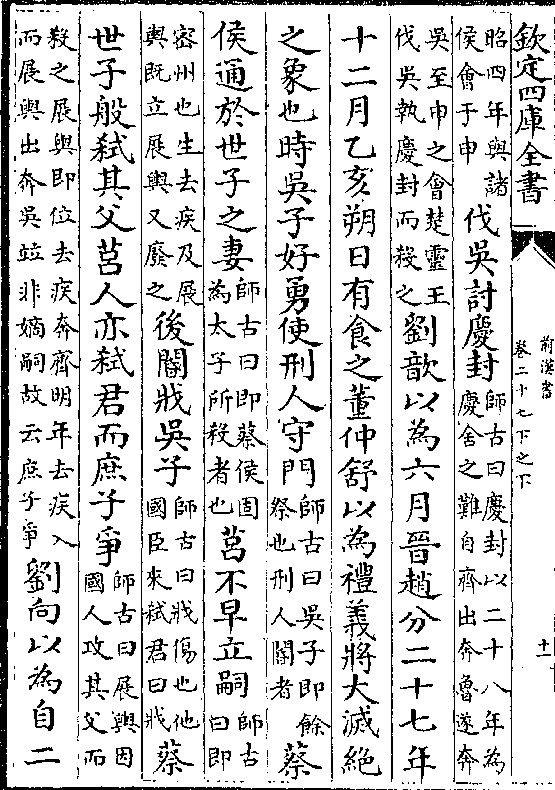 欽定四庫全書
前漢書
卷二十七下之下
十一
昭四年與諸侯會于申伐吳討慶封師古曰慶封以二十八年為慶舍之難自齊出奔魯遂奔
吳至申之會楚靈王伐吳執慶封而殺之劉歆以為六月晉趙分二十七年
十二月乙亥朔日有食之董仲舒以為禮義將大滅絕
之象也時吳子好勇使刑人守門師古曰吳子即餘祭也刑人閽者蔡
侯通於世子之妻師古曰即蔡侯固為太子所殺者也莒不早立嗣師古曰即
密州也生去疾及展輿既立展輿又廢之後閽戕吳子師古曰戕傷也他國臣來弒君曰戕蔡
世子般弒其父莒人亦弒君而庶子爭師古曰展輿因國人攻其父而
殺之展輿即位去疾奔齊明年去疾入而展輿出奔吳竝非嫡嗣故云庶子爭劉向以為自二